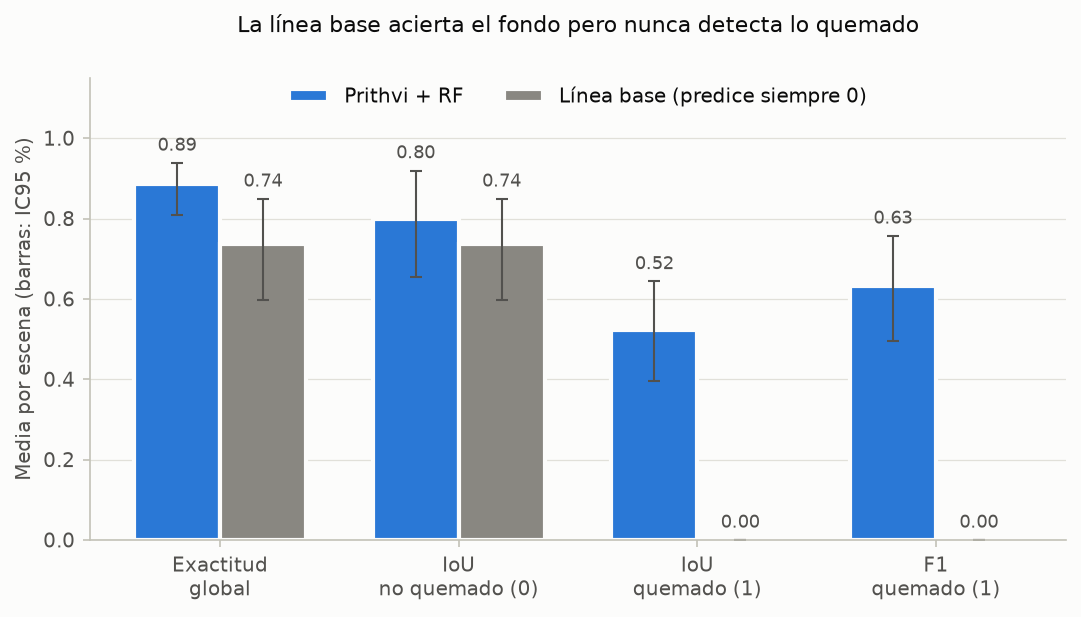 La línea base acierta el fondo pero nunca detecta lo quemado
Prithvi + RF
Línea base (predice siempre 0)
Media por escena (barras: IC95 %)
1.0
0.8
0.6
0.4
0.2
0.0
0.89
0.74
0.80
0.74
0.52
0.00
0.63
0.00
Exactitud
global
IoU
no quemado (0)
IoU
quemado (1)
F1
quemado (1)